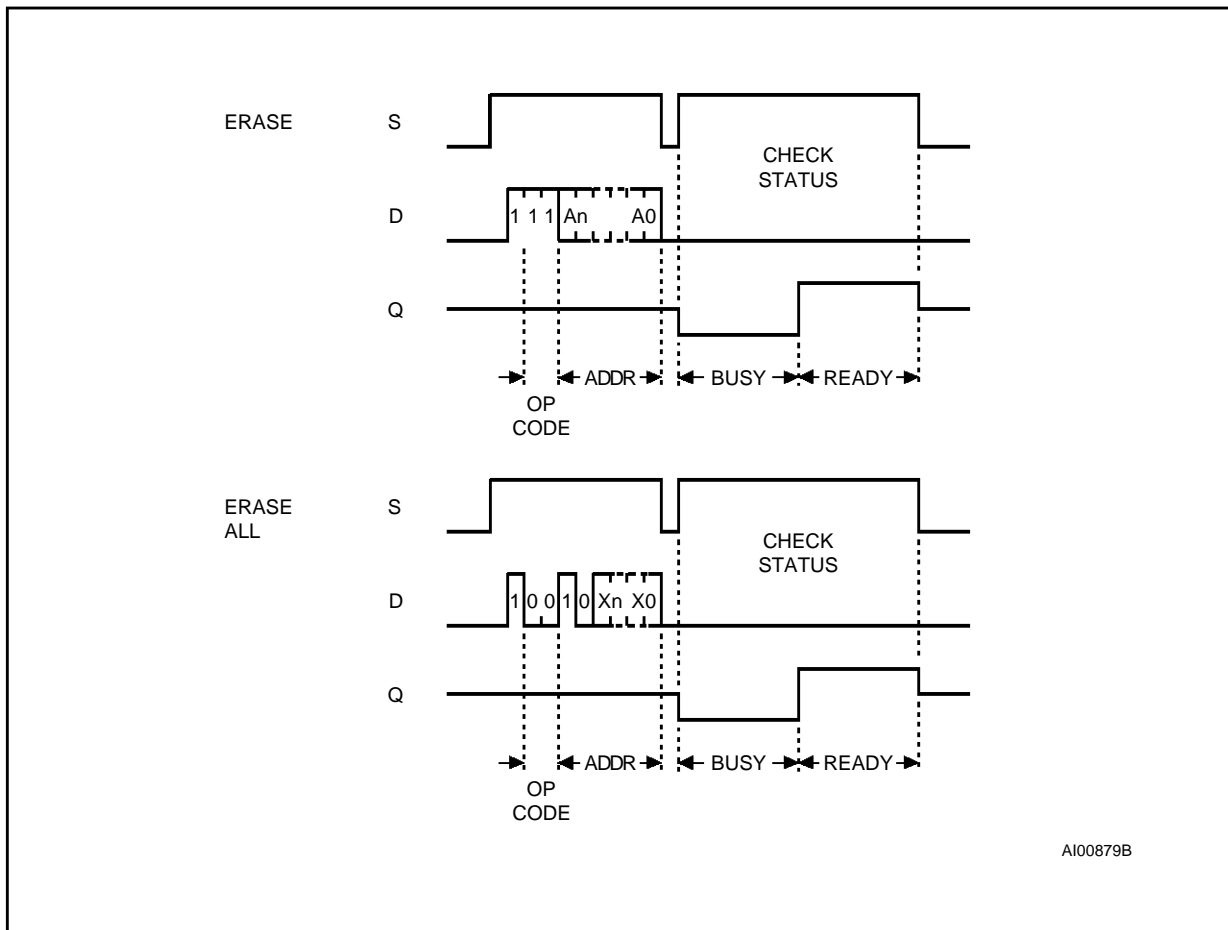 ERASE S
CHECK
STATUS
D 1 1 1 An A0
Q
ADDR BUSY READY
OP
CODE
ERASE
ALL S
CHECK
STATUS
D 1 0 0 1 0 Xn X0
Q
ADDR BUSY READY
OP
CODE
AI00879B